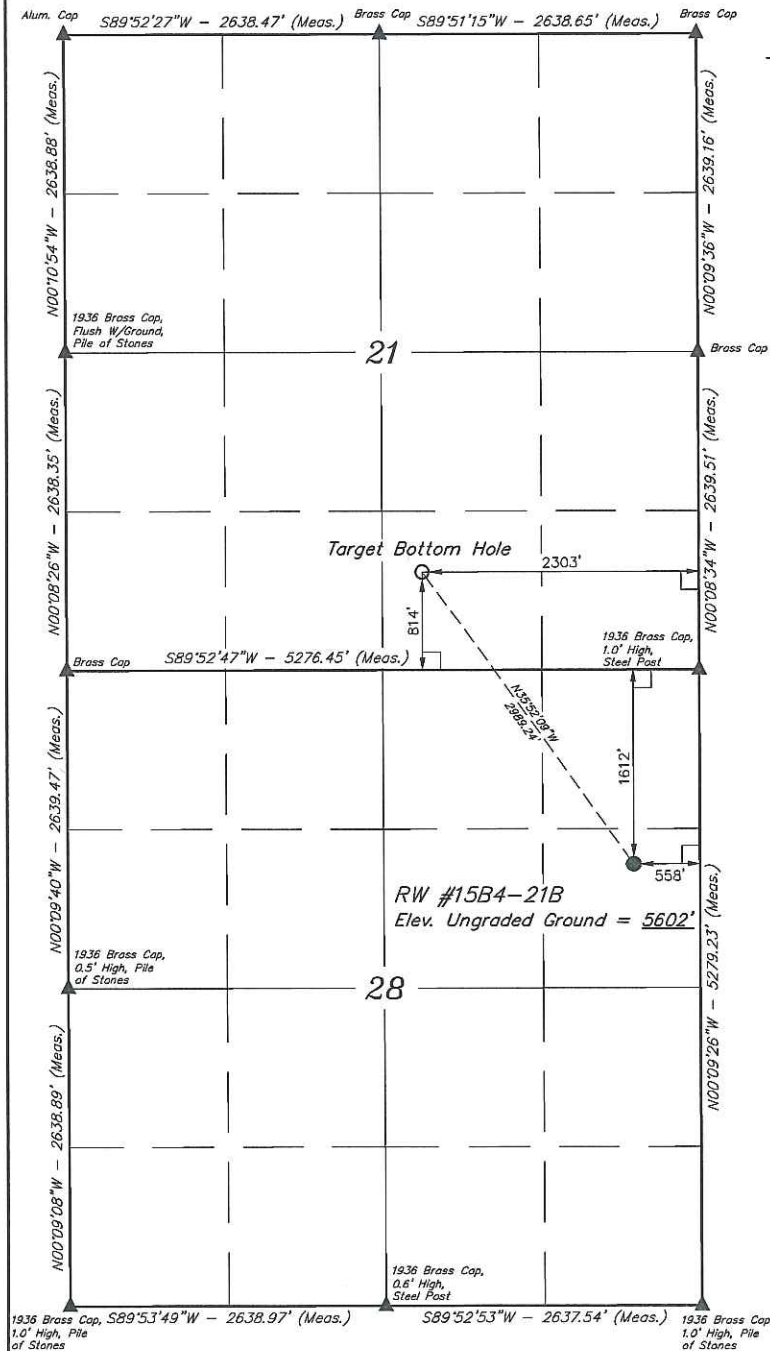 Alum. Cap
S89°52'27"W - 2638.47' (Meas.)
Brass Cap
S89°51'15"W - 2638.65' (Meas.)
Brass Cap
N00°10'54"W - 2638.88' (Meas.)
N00°09'36"W - 2639.16' (Meas.)
1936 Brass Cap,
Flush W/Ground,
Pile of Stones
21
Brass Cap
N00°08'26"W - 2638.35' (Meas.)
N00°08'34"W - 2639.51' (Meas.)
Target Bottom Hole
2303'
814'
Brass Cap
S89°52'47"W - 5276.45' (Meas.)
1936 Brass Cap,
1.0' High,
Steel Post
N35°52'09"W
2989.24'
1612'
N00°09'40"W - 2639.47' (Meas.)
558'
RW #15B4-21B
Elev. Ungraded Ground = 5602'
N00°09'26"W - 5279.23' (Meas.)
1936 Brass Cap,
0.5' High, Pile
of Stones
28
N00°09'08"W - 2638.89' (Meas.)
1936 Brass Cap,
0.6' High,
Steel Post
1936 Brass Cap,
1.0' High, Pile
of Stones
S89°53'49"W - 2638.97' (Meas.)
S89°52'53"W - 2637.54' (Meas.)
1936 Brass Cap
1.0' High, Pile
of Stones